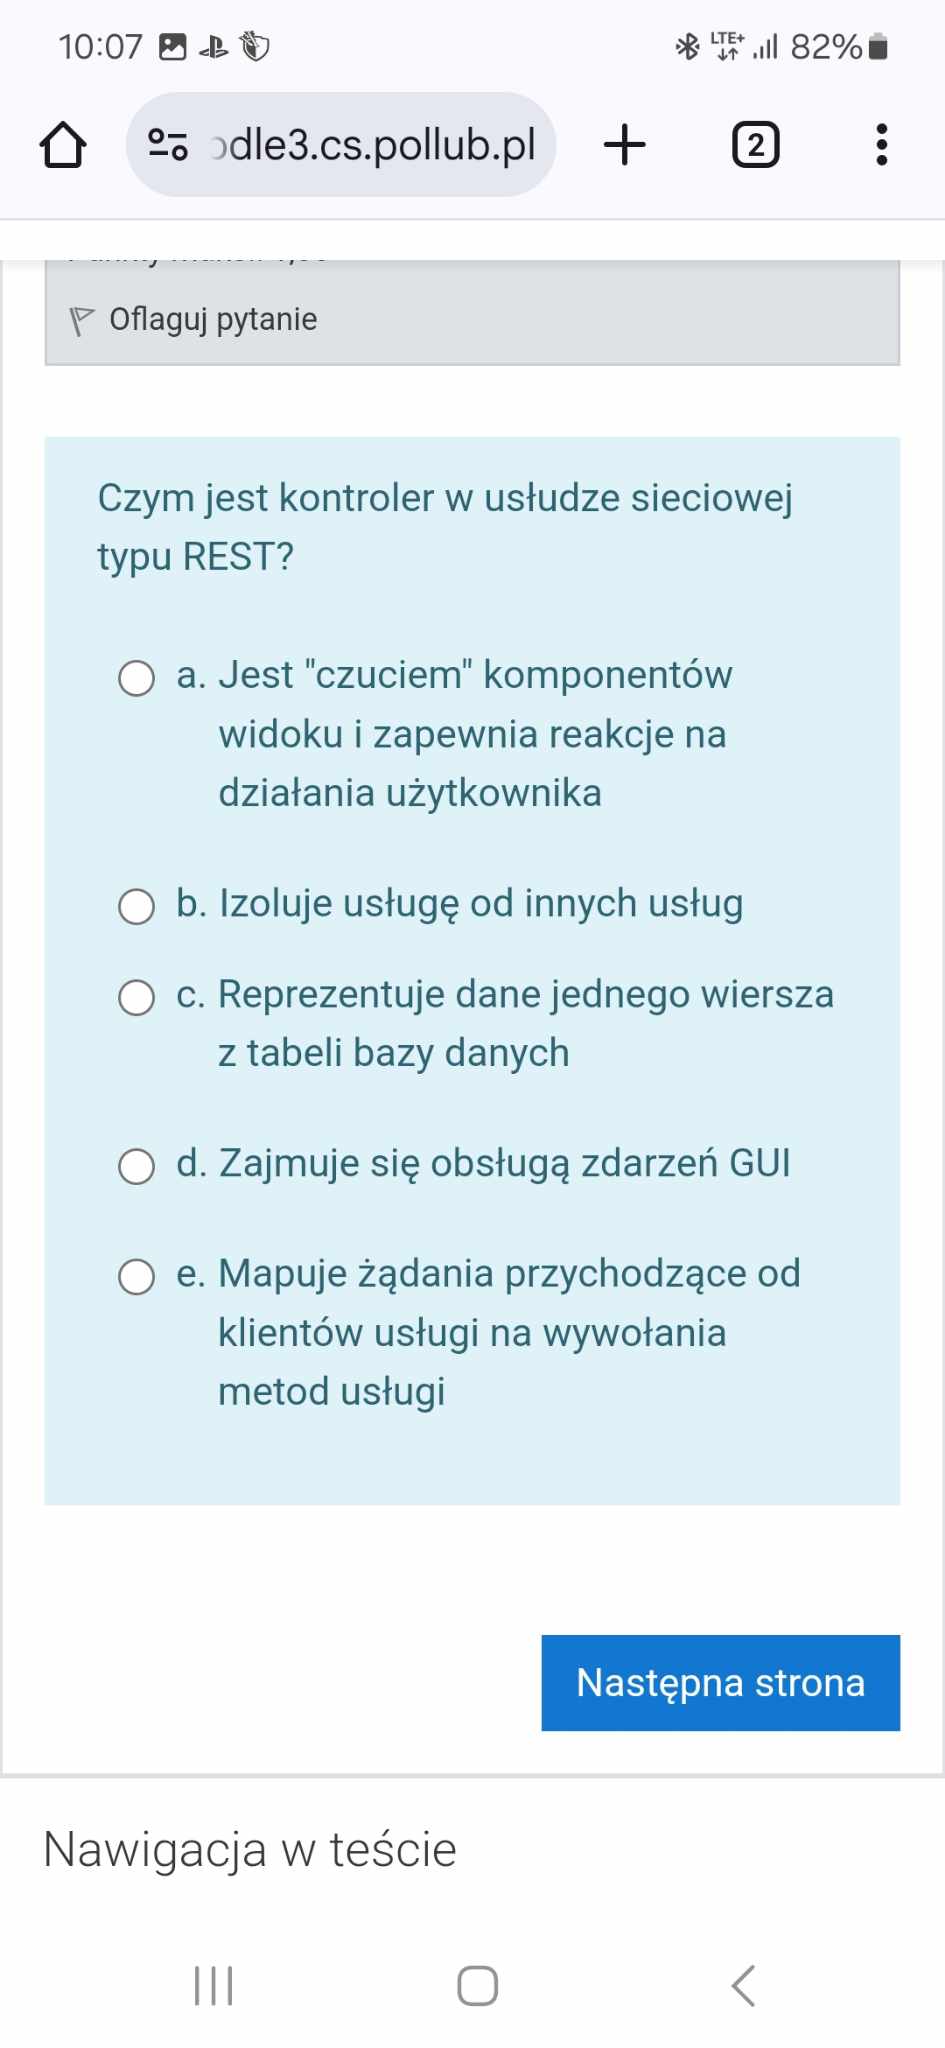 10:07 LTE+ 82%
odle3.cs.pollub.pl 2
Oflaguj pytanie
Czym jest kontroler w usłudze sieciowej
typu REST?
a. Jest "czuciem" komponentów
widoku i zapewnia reakcje na
działania użytkownika
b. Izoluje usługę od innych usług
c. Reprezentuje dane jednego wiersza
z tabeli bazy danych
d. Zajmuje się obsługą zdarzeń GUI
e. Mapuje żądania przychodzące od
klientów usługi na wywołania
metod usługi
Następna strona
Nawigacja w teście